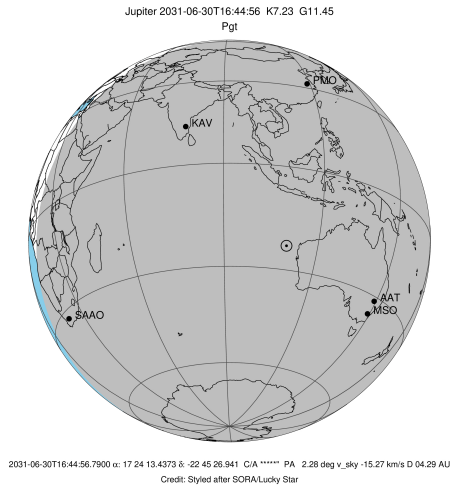 Jupiter 2031-06-30T16:44:56 K7.23 G11.45
Pgt
PMO
KAV
AAT
MSO
SAAO
2031-06-30T16:44:56.7900 α: 17 24 13.4373 δ: -22 45 26.941 C/A *****" PA 2.28 deg v_sky -15.27 km/s D 04.29 AU
Credit: Styled after SORA/Lucky Star